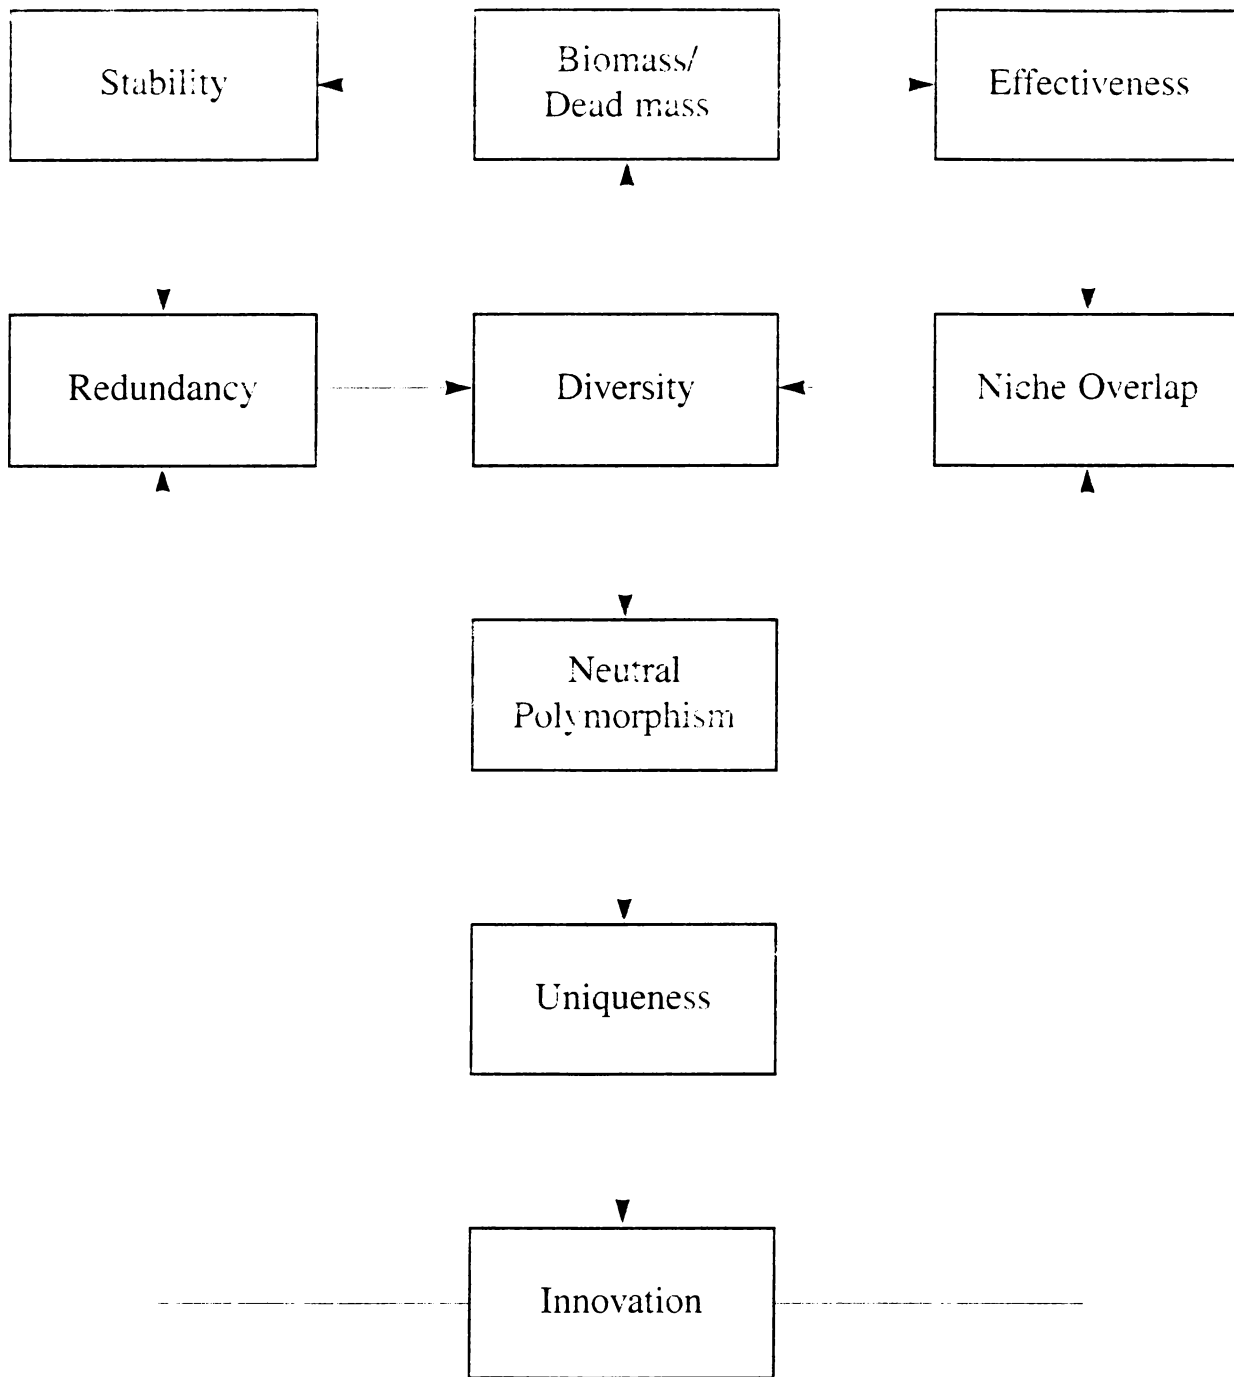 Stability
Biomass/
Dead mass
Effectiveness
Redundancy
Diversity
Niche Overlap
Neutral
Polymorphism
Uniqueness
Innovation